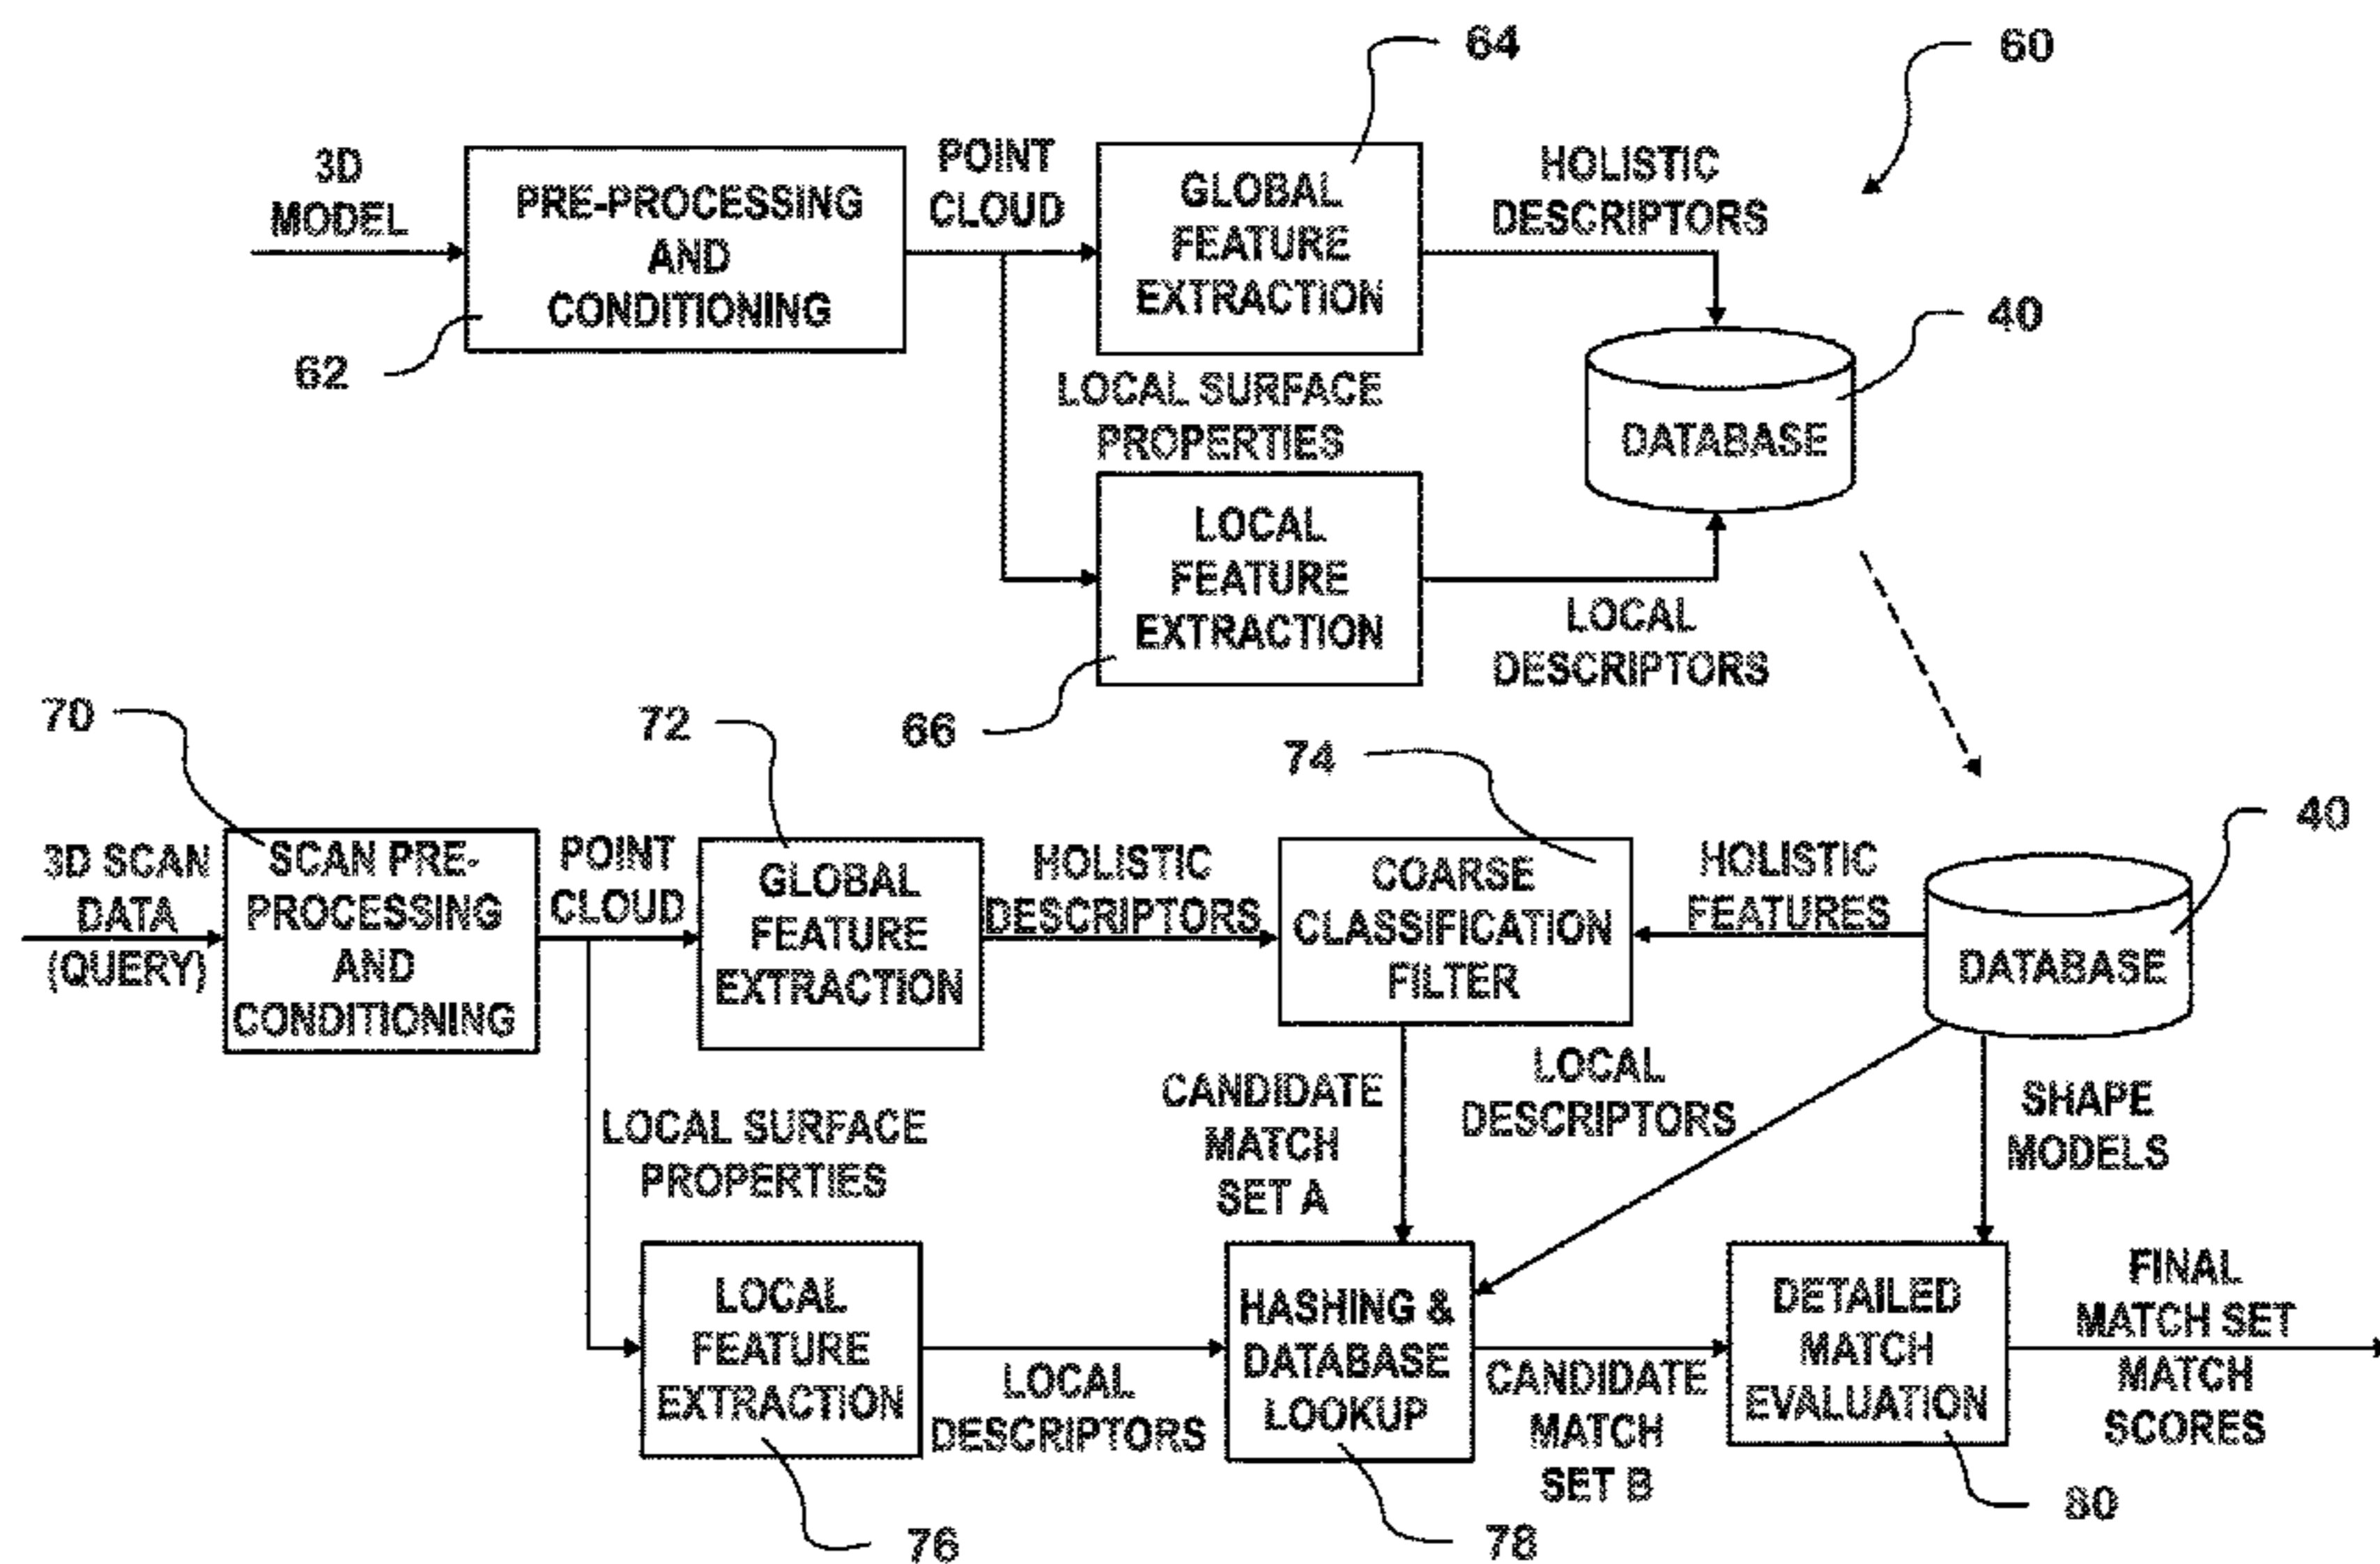 64
60
3D
MODEL
PRE-PROCESSING
AND
CONDITIONING
62
POINT
CLOUD
GLOBAL
FEATURE
EXTRACTION
HOLISTIC
DESCRIPTORS
40
DATABASE
LOCAL SURFACE
PROPERTIES
LOCAL
FEATURE
EXTRACTION
66
LOCAL
DESCRIPTORS
70
72
74
40
3D SCAN
DATA
(QUERY)
SCAN PRE-
PROCESSING
AND
CONDITIONING
POINT
CLOUD
GLOBAL
FEATURE
EXTRACTION
HOLISTIC
DESCRIPTORS
COARSE
CLASSIFICATION
FILTER
HOLISTIC
FEATURES
DATABASE
LOCAL SURFACE
PROPERTIES
CANDIDATE
MATCH
SET A
LOCAL
DESCRIPTORS
SHAPE
MODELS
LOCAL
FEATURE
EXTRACTION
76
LOCAL
DESCRIPTORS
HASHING &
DATABASE
LOOKUP
78
CANDIDATE
MATCH
SET B
DETAILED
MATCH
EVALUATION
80
FINAL
MATCH SET
MATCH
SCORES